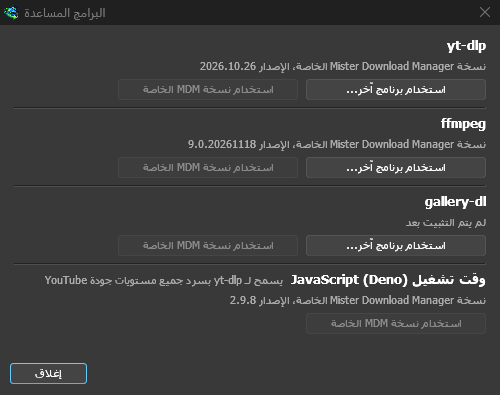 البرامج المساعدة
yt-dlp
نسخة Mister Download Manager الخاصة، الإصدار 2026.10.26
استخدام برنامج آخر...
استخدام نسخة MDM الخاصة
ffmpeg
نسخة Mister Download Manager الخاصة، الإصدار 9.0.20261118
استخدام برنامج آخر...
استخدام نسخة MDM الخاصة
gallery-dl
لم يتم التثبيت بعد
استخدام برنامج آخر...
استخدام نسخة MDM الخاصة
وقت تشغيل JavaScript (Deno) يسمح لـ yt-dlp بسرد جميع مستويات جودة YouTube
نسخة Mister Download Manager الخاصة، الإصدار 2.9.8
استخدام نسخة MDM الخاصة
إغلاق